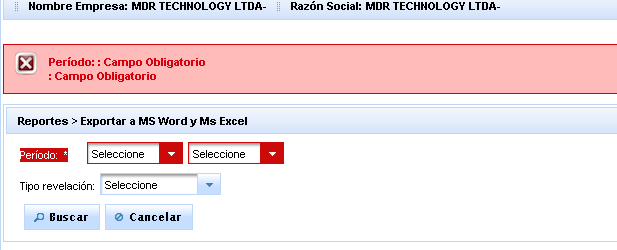 Nombre Empresa: MDR TECHNOLOGY LTDA- Razón Social: MDR TECHNOLOGY LTDA-
Período: : Campo Obligatorio
: Campo Obligatorio
Reportes > Exportar a MS Word y Ms Excel
Período: * Seleccione Seleccione
Tipo revelación: Seleccione
Buscar Cancelar